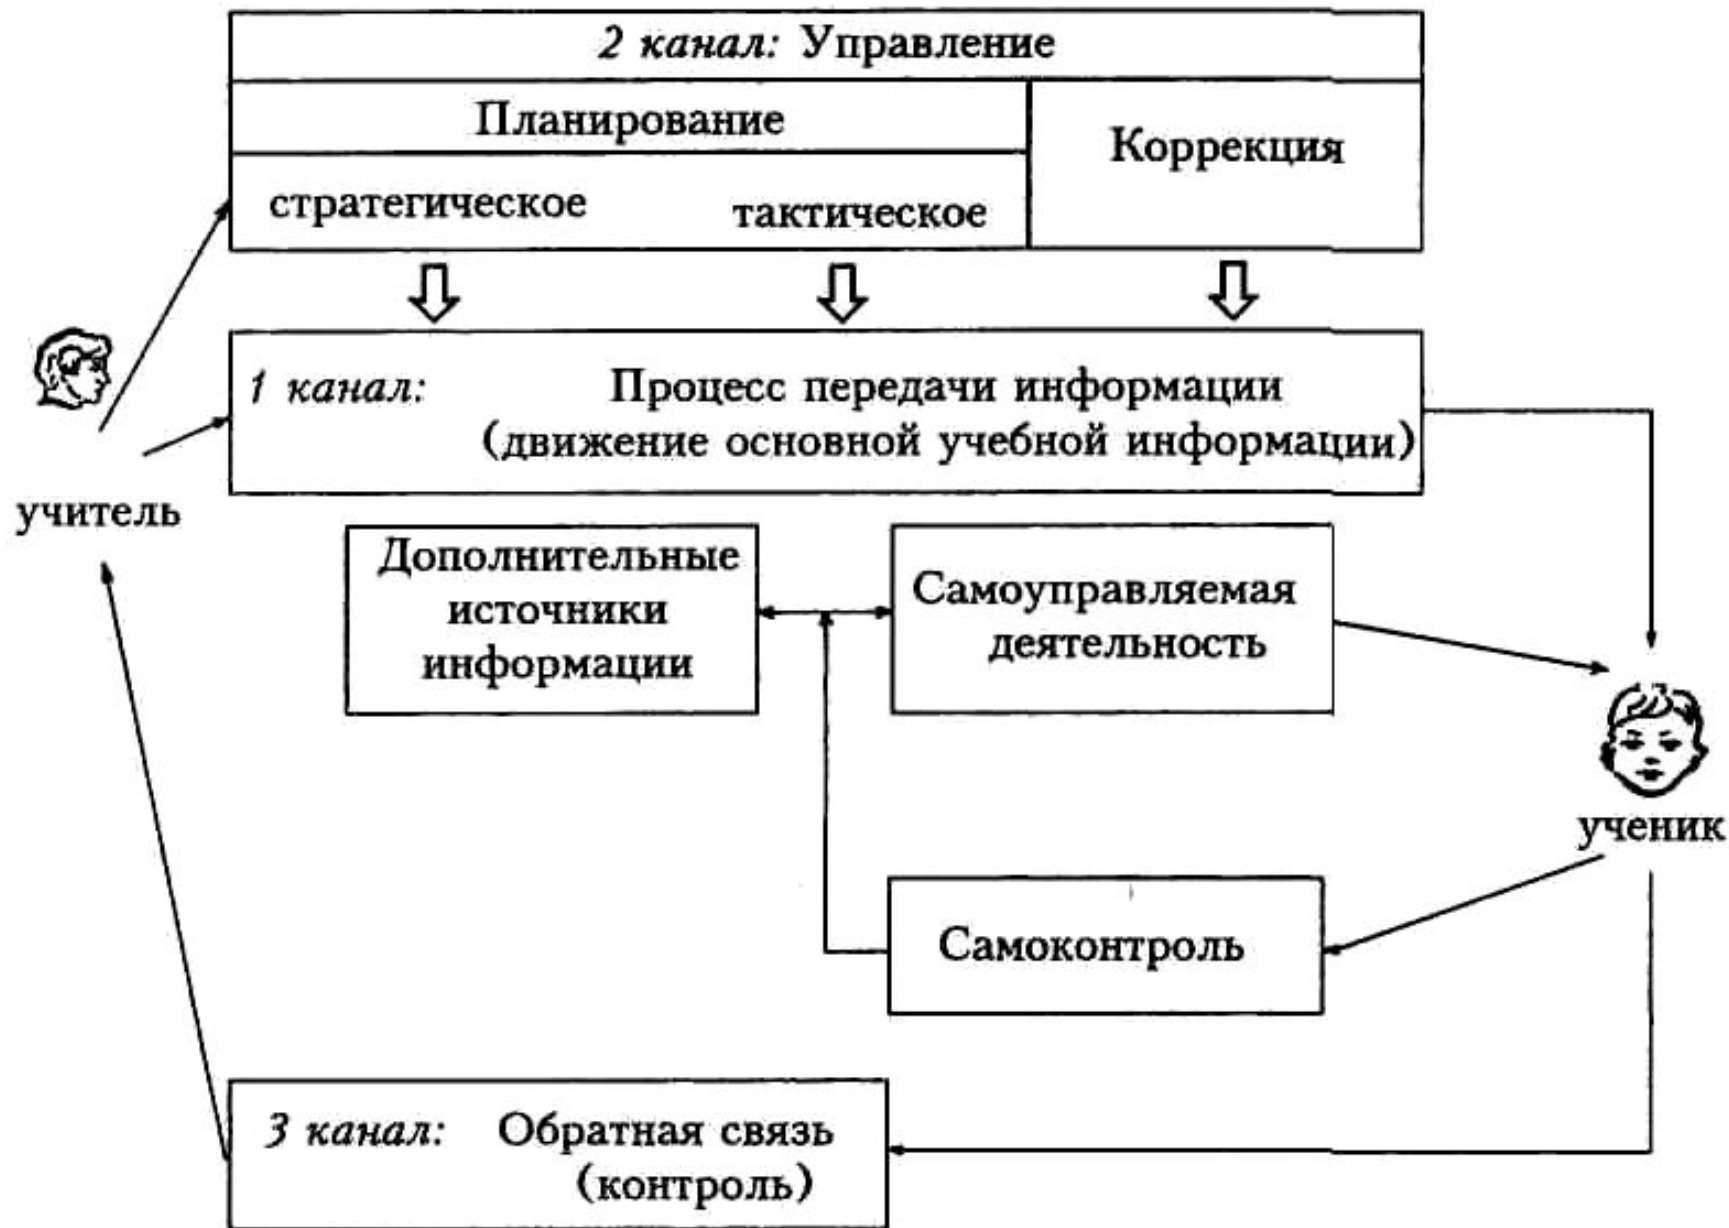 2 канал: Управление
Планирование
Коррекция
стратегическое
тактическое
1 канал:
Процесс передачи информации
(движение основной учебной информации)
учитель
Дополнительные
источники
информации
Самоуправляемая
деятельность
ученик
Самоконтроль
3 канал: Обратная связь
(контроль)